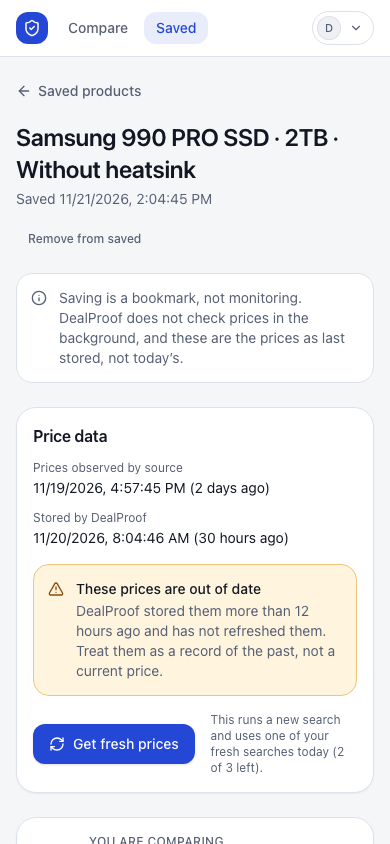 Compare Saved D
Saved products
Samsung 990 PRO SSD · 2TB ·
Without heatsink
Saved 11/21/2026, 2:04:45 PM
Remove from saved
Saving is a bookmark, not monitoring.
DealProof does not check prices in the
background, and these are the prices as last
stored, not today's.
Price data
Prices observed by source
11/19/2026, 4:57:45 PM (2 days ago)
Stored by DealProof
11/20/2026, 8:04:46 AM (30 hours ago)
These prices are out of date
DealProof stored them more than 12
hours ago and has not refreshed them.
Treat them as a record of the past, not a
current price.
Get fresh prices
This runs a new search
and uses one of your
fresh searches today (2
of 3 left).
YOU ARE COMPARING